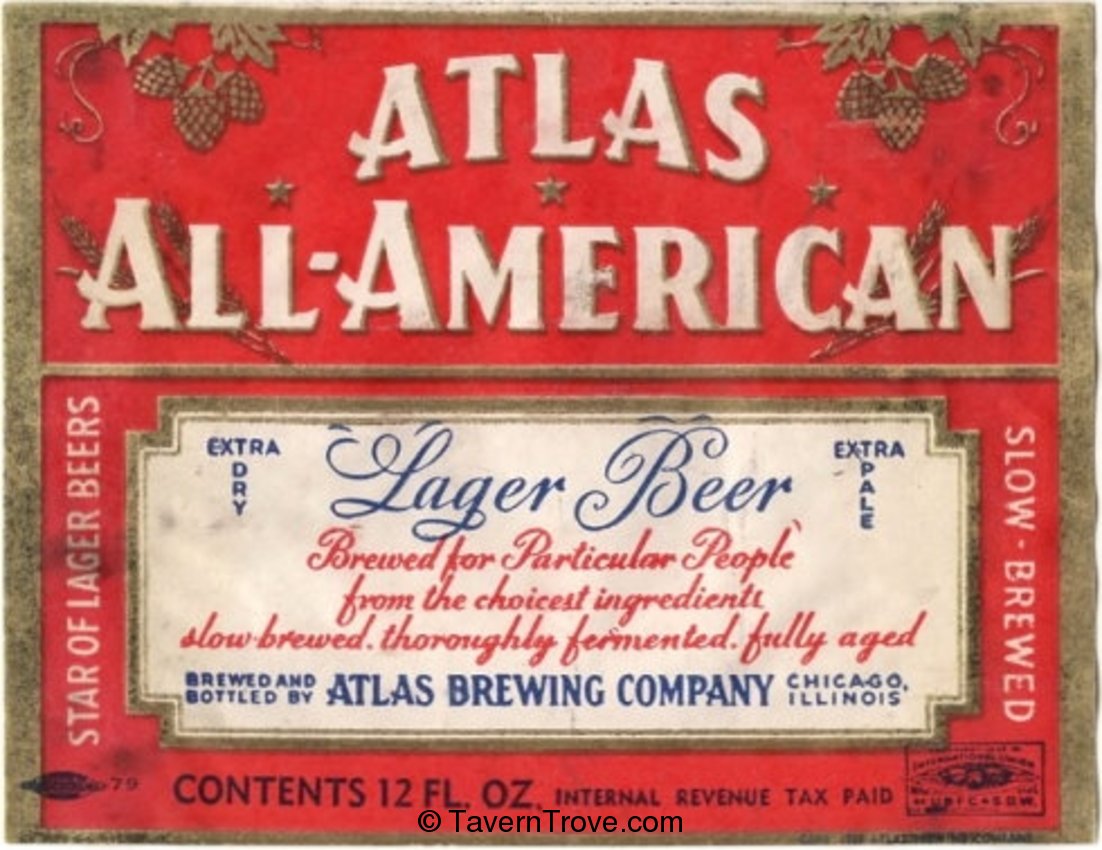 ATLAS
ALL-AMERICAN
STAR OF LAGER BEERS
EXTRA DRY
Lager Beer
EXTRA PALE
Brewed for Particular People
from the choicest ingredients
slow-brewed. thoroughly fermented. fully aged
BREWED AND BOTTLED BY ATLAS BREWING COMPANY CHICAGO, ILLINOIS
SLOW-BREWED
79
CONTENTS 12 FL. OZ. INTERNAL REVENUE TAX PAID
INTERNATIONAL UNION
© TavernTrove.com